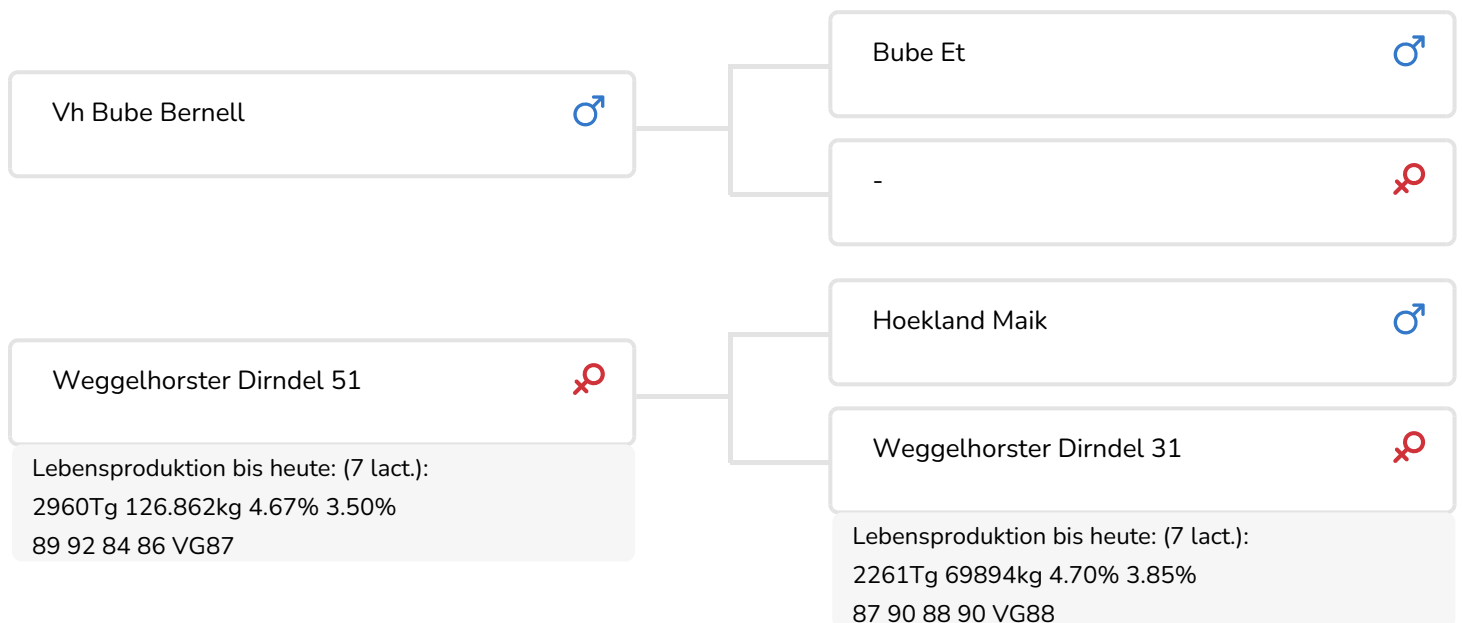 Vh Bube Bernell
Bube Et
-
Weggelhorster Dirndel 51
Lebensproduktion bis heute: (7 lact.):
2960Tg 126.862kg 4.67% 3.50%
89 92 84 86 VG87
Hoekland Maik
Weggelhorster Dirndel 31
Lebensproduktion bis heute: (7 lact.):
2261Tg 69894kg 4.70% 3.85%
87 90 88 90 VG88